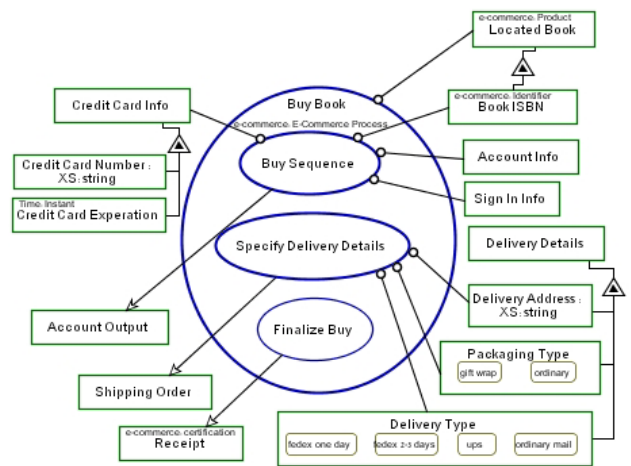 e-commerce: Product
Located Book
Credit Card Info
Buy Book
e-commerce: Identifier
Book ISBN
e-commerce: E-Commerce Process
Buy Sequence
Account Info
Credit Card Number :
XS:string
Sign In Info
Time: Instant
Credit Card Experation
Specify Delivery Details
Delivery Details
Delivery Address :
XS:string
Account Output
Finalize Buy
Packaging Type
gift wrap
ordinary
Shipping Order
Delivery Type
e-commerce: certification
Receipt
fedex one day
fedex 2-3 days
ups
ordinary mail